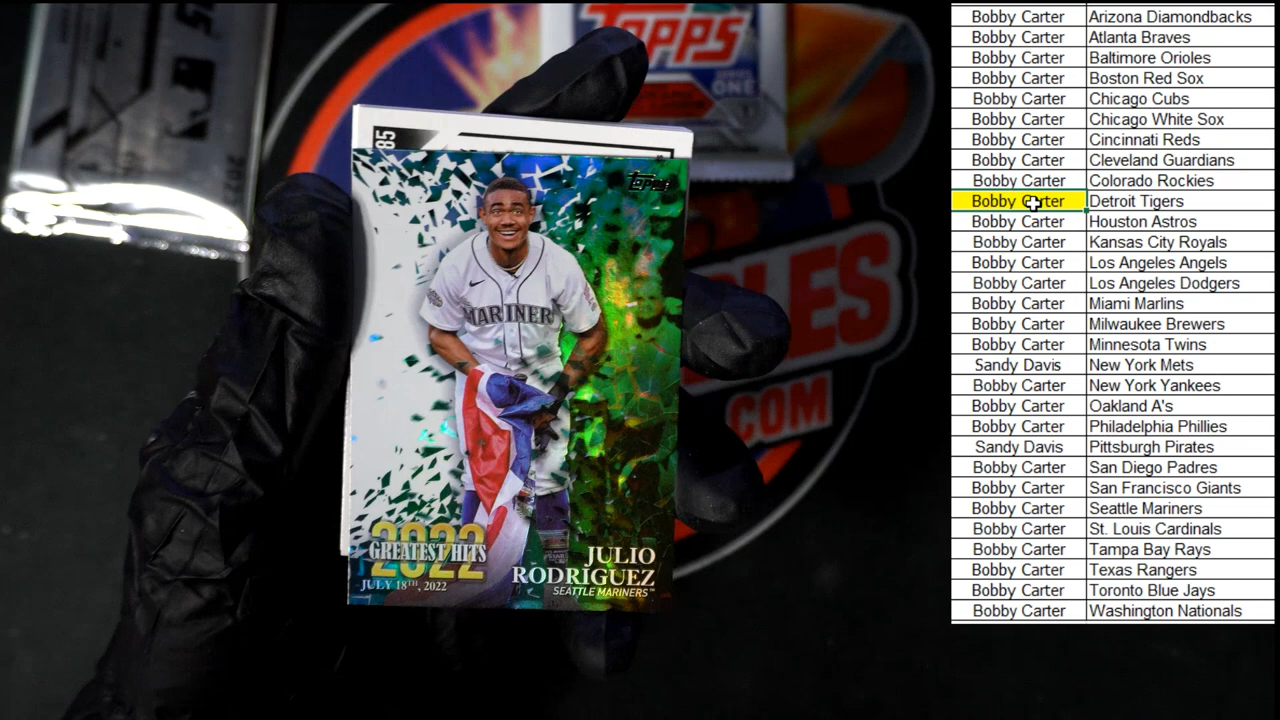 TOPPS
SERIES
ONE
85
Topps
MARINERS
2022
GREATEST HITS
JULY 18TH, 2022
JULIO
RODRÍGUEZ
SEATTLE MARINERS™
LES
.COM
Bobby Carter Arizona Diamondbacks
Bobby Carter Atlanta Braves
Bobby Carter Baltimore Orioles
Bobby Carter Boston Red Sox
Bobby Carter Chicago Cubs
Bobby Carter Chicago White Sox
Bobby Carter Cincinnati Reds
Bobby Carter Cleveland Guardians
Bobby Carter Colorado Rockies
Bobby Carter Detroit Tigers
Bobby Carter Houston Astros
Bobby Carter Kansas City Royals
Bobby Carter Los Angeles Angels
Bobby Carter Los Angeles Dodgers
Bobby Carter Miami Marlins
Bobby Carter Milwaukee Brewers
Bobby Carter Minnesota Twins
Sandy Davis New York Mets
Bobby Carter New York Yankees
Bobby Carter Oakland A's
Bobby Carter Philadelphia Phillies
Sandy Davis Pittsburgh Pirates
Bobby Carter San Diego Padres
Bobby Carter San Francisco Giants
Bobby Carter Seattle Mariners
Bobby Carter St. Louis Cardinals
Bobby Carter Tampa Bay Rays
Bobby Carter Texas Rangers
Bobby Carter Toronto Blue Jays
Bobby Carter Washington Nationals